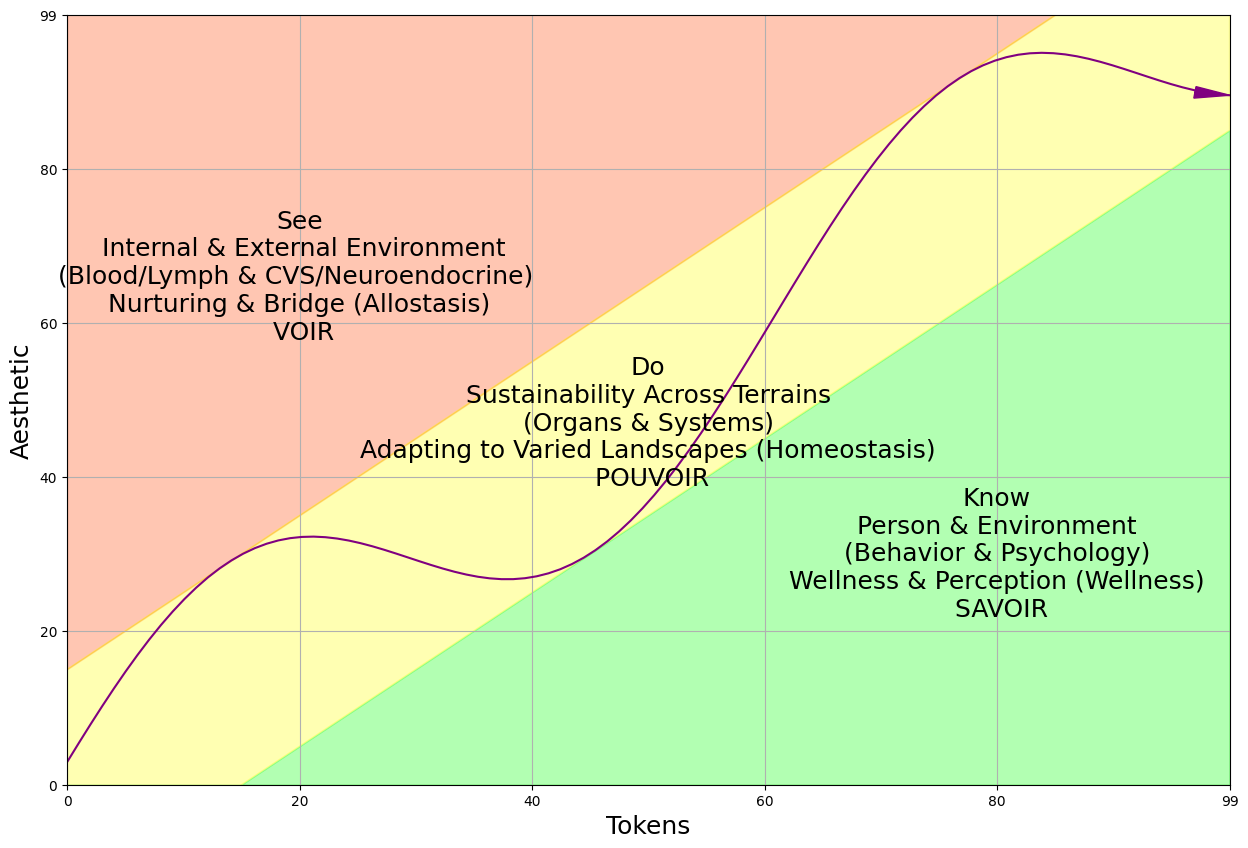 99
80
60
40
20
0
Aesthetic
See
Internal & External Environment
(Blood/Lymph & CVS/Neuroendocrine)
Nurturing & Bridge (Allostasis)
VOIR
Do
Sustainability Across Terrains
(Organs & Systems)
Adapting to Varied Landscapes (Homeostasis)
POUVOIR
Know
Person & Environment
(Behavior & Psychology)
Wellness & Perception (Wellness)
SAVOIR
0 20 40 60 80 99
Tokens